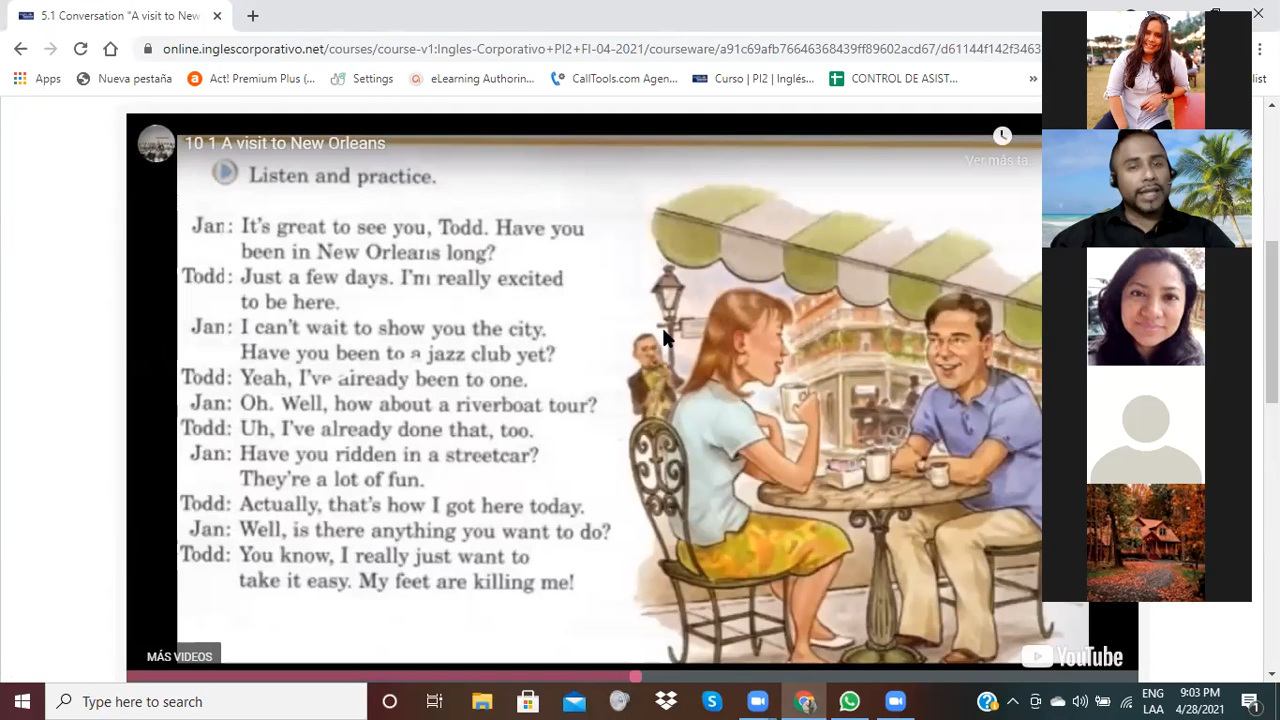 5.1 Conversation "A visit to New
online.inglescorporativo.net/courses/course-v1:Ingles-Corporativo+PI2+FI-04-2021/courseware/a91c69afb7664636
Apps
Nueva pestaña
Act! Premium Plus (...
Settings
eLearning Authorin...
CallTools.com Agen...
Curso | PI2 | Inglés...
CONTROL DE ASIST...
»
list
10 1 A visit to New Orleans
Ver más ta...
Listen and practice.
Jan: It's great to see you, Todd. Have you
been in New Orleans long?
Todd: Just a few days. I'm really excited
to be here.
Jan: I can't wait to show you the city.
Have you been to a jazz club yet?
Todd: Yeah, I've already been to one.
Jan: Oh. Well, how about a riverboat tour?
Todd: Uh, I've already done that, too.
Jan: Have you ridden in a streetcar?
They're a lot of fun.
Todd: Actually, that's how I got here today.
Jan: Well, is there anything you want to do?
Todd: You know, I really just want to
take it easy. My feet are killing me!
MÁS VIDEOS
YouTube
Type here to search
ENG
LAA
9:03 PM
4/28/2021
1